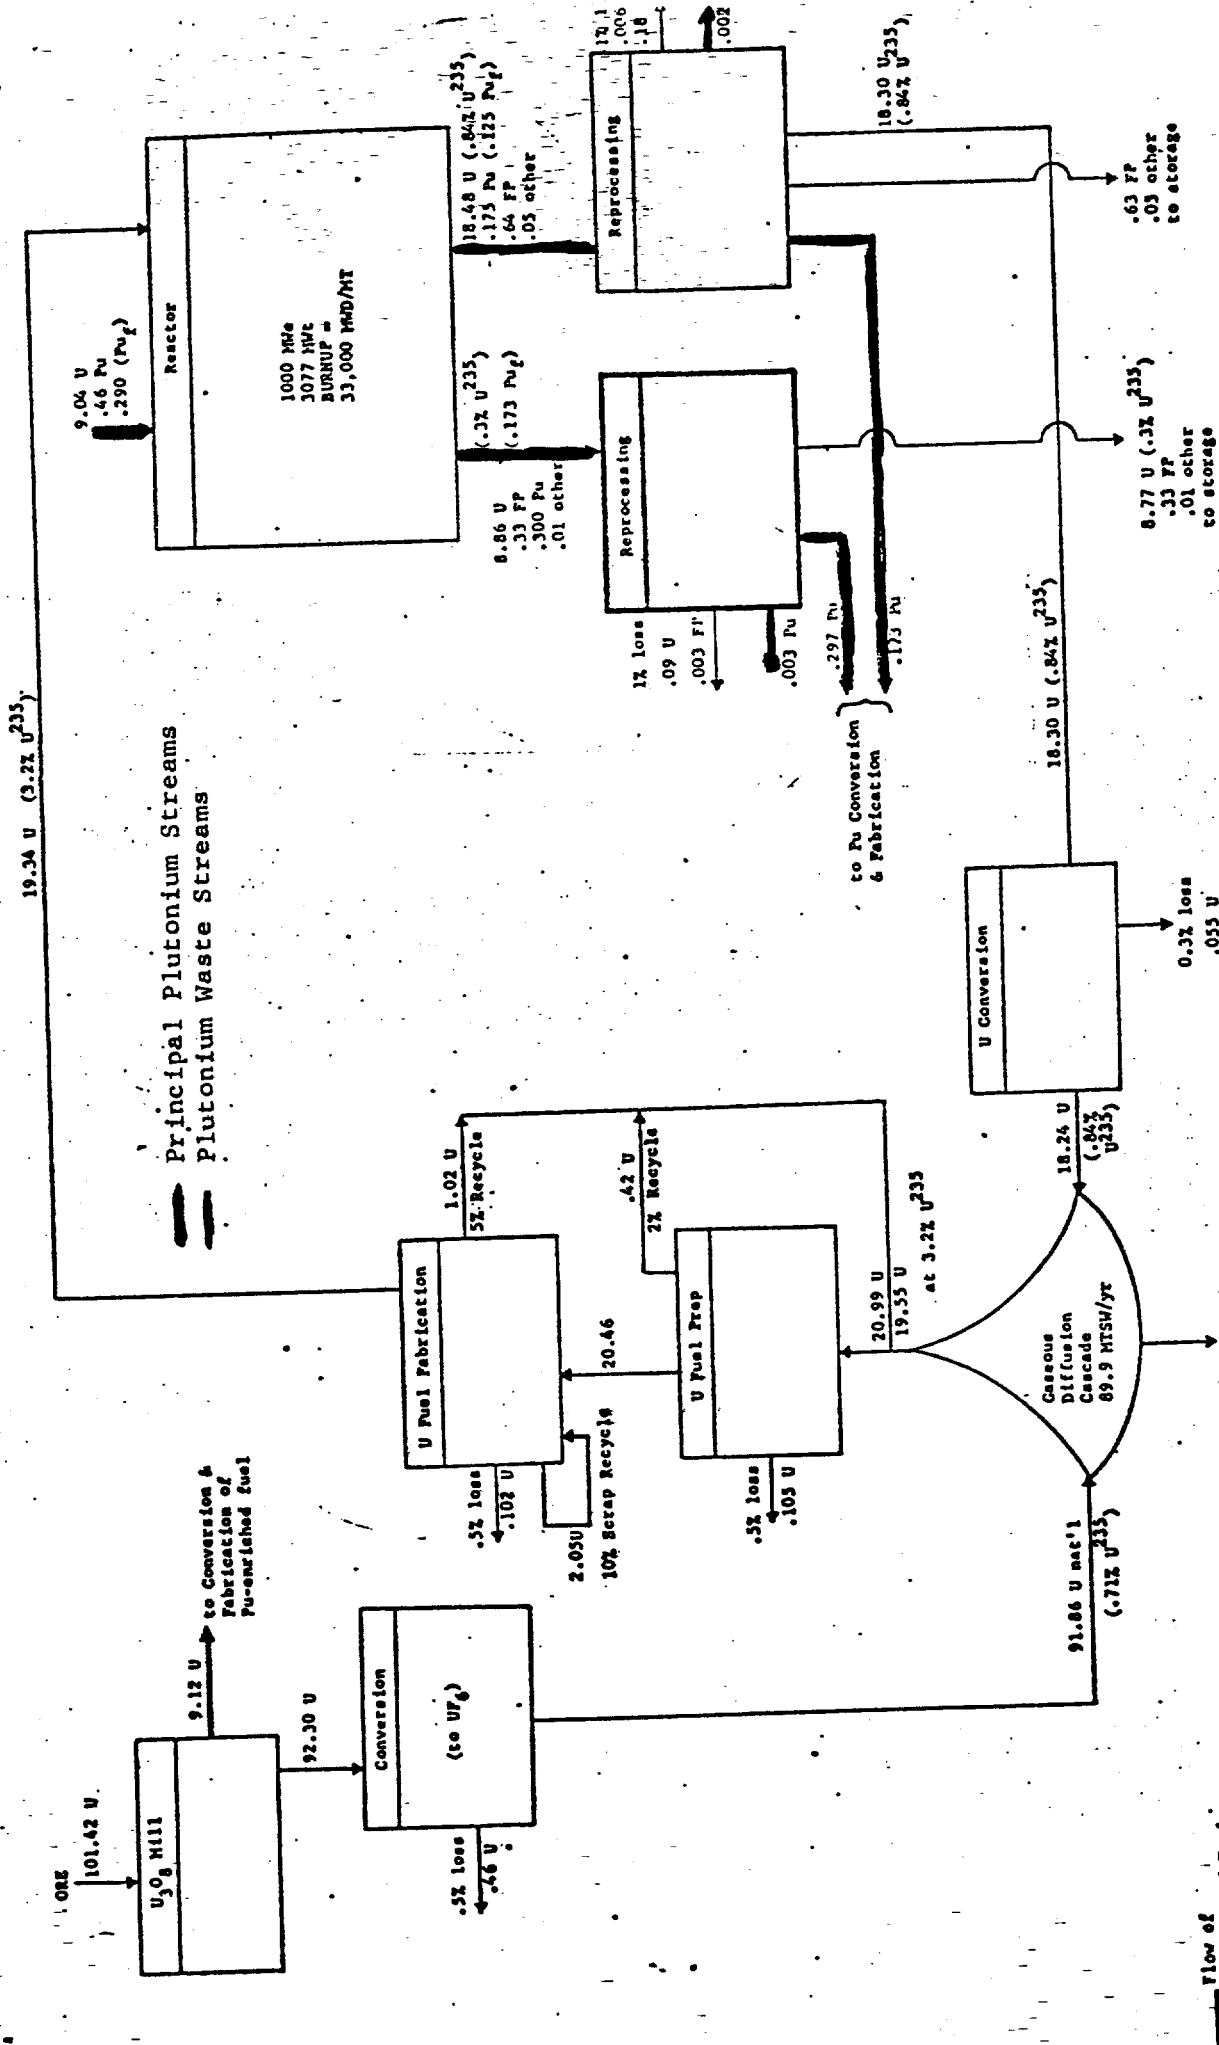 ORE
101.42 U
U3O8 Mill
9.12 U
to Conversion &
Fabrication of
Pu-enriched fuel
92.30 U
Conversion
(to UF6)
.5% loss
.46 U
91.86 U nat'l
(.71% U235)
Gaseous
Diffusion
Cascade
89.9 MTSW/yr
20.99 U
19.55 U
at 3.2% U235
U Fuel Prep
.5% loss
.105 U
.42 U
2% Recycle
20.46
U Fuel Fabrication
.5% loss
.102 U
2.05U
10% Scrap Recycle
1.02 U
5% Recycle
19.34 U (3.2% U235)
Principal Plutonium Streams
Plutonium Waste Streams
9.04 U
.46 Pu
.290 (Puf)
Reactor
1000 MWe
3077 MWt
BURNUP =
33,000 MWD/MT
8.86 U (.3% U235)
.33 FP
.300 Pu (.173 Puf)
.01 other
18.48 U (.84% U235)
.175 Pu (.125 Puf)
.64 FP
.05 other
Reprocessing
1% loss
.09 U
.003 FP
.003 Pu
.297 Pu
.173 Pu
to Pu Conversion
& Fabrication
8.77 U (.3% U235)
.33 FP
.01 other
to storage
Reprocessing
.006
.18
.002
18.30 U235)
(.84% U235)
.63 FP
.05 other
to storage
18.30 U (.84% U235)
U Conversion
0.3% loss
.055 U
18.24 U
(.84%
U235)
Flow of